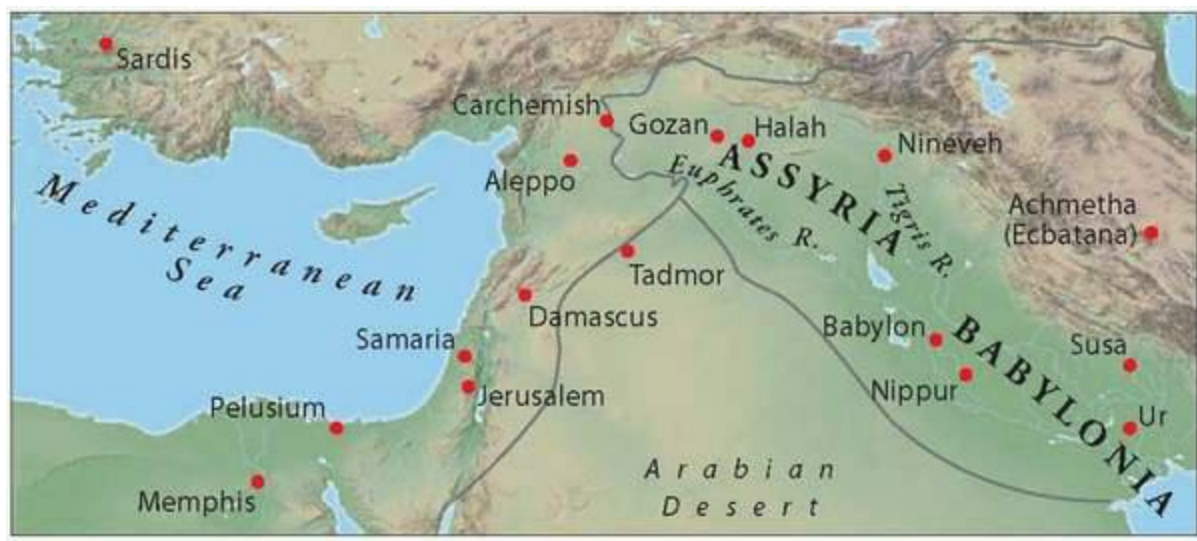 Sardis
Carchemish
Gozan
Halah
Nineveh
Aleppo
ASSYRIA
Euphrates R.
Tigris R.
Achmetha
(Ecbatana)
Mediterranean
Sea
Tadmor
Damascus
Samaria
Babylon
BABYLONIA
Susa
Jerusalem
Nippur
Pelusium
Ur
Memphis
Arabian
Desert